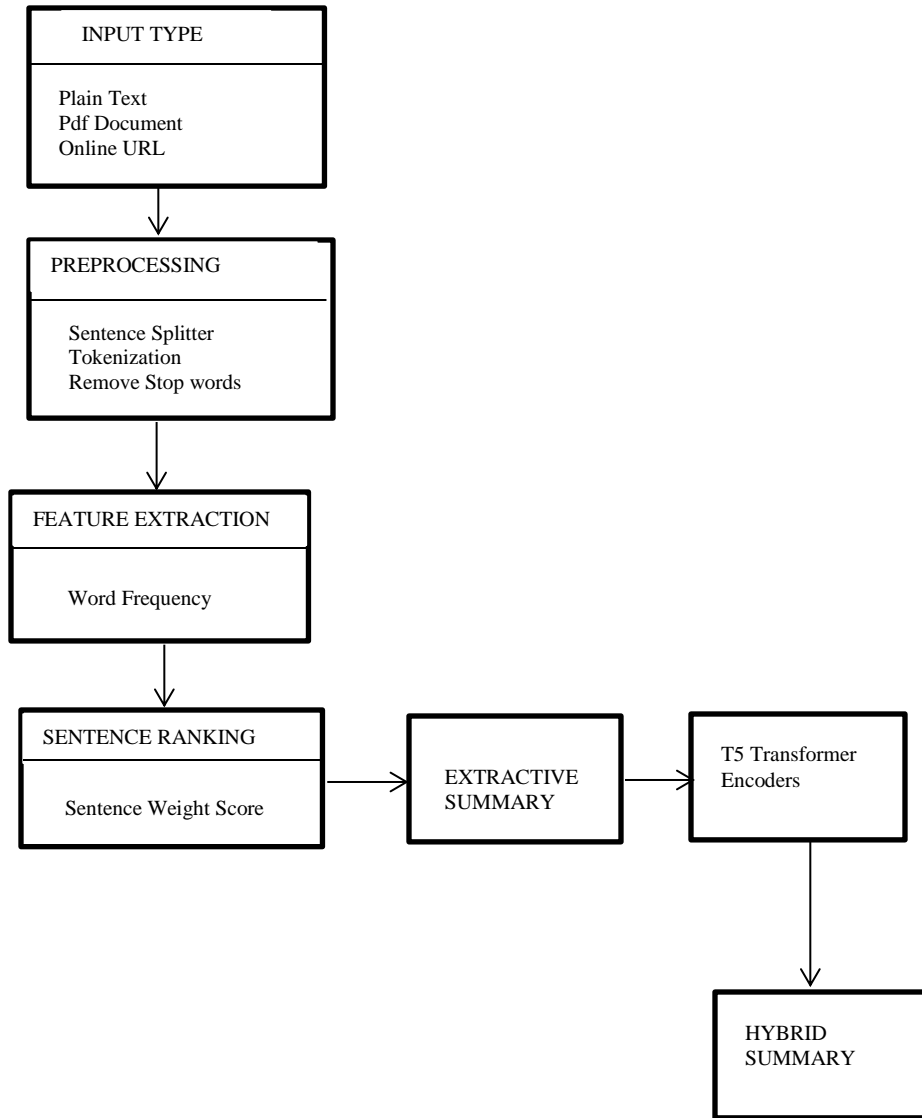 INPUT TYPE
Plain Text
Pdf Document
Online URL
PREPROCESSING
Sentence Splitter
Tokenization
Remove Stop words
FEATURE EXTRACTION
Word Frequency
SENTENCE RANKING
Sentence Weight Score
EXTRACTIVE
SUMMARY
T5 Transformer
Encoders
HYBRID
SUMMARY